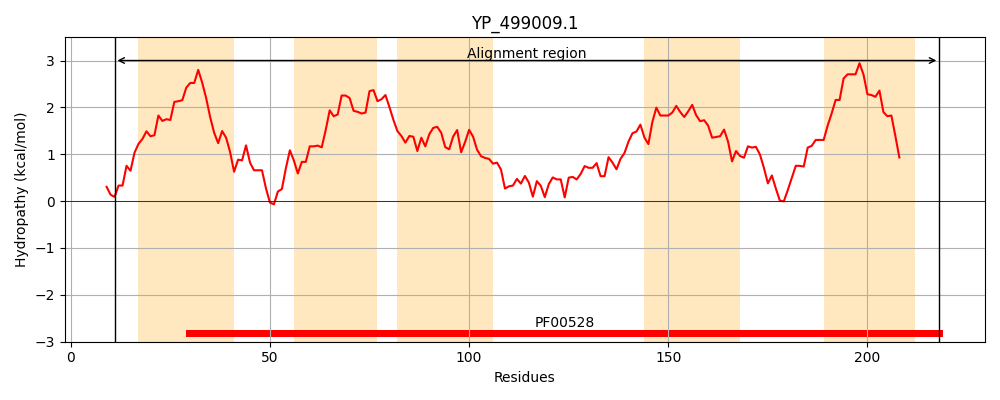 YP_499009.1
Alignment region
Hydropathy (kcal/mol)
3
2
1
0
−1
−2
−3
PF00528
0 50 100 150 200
Residues